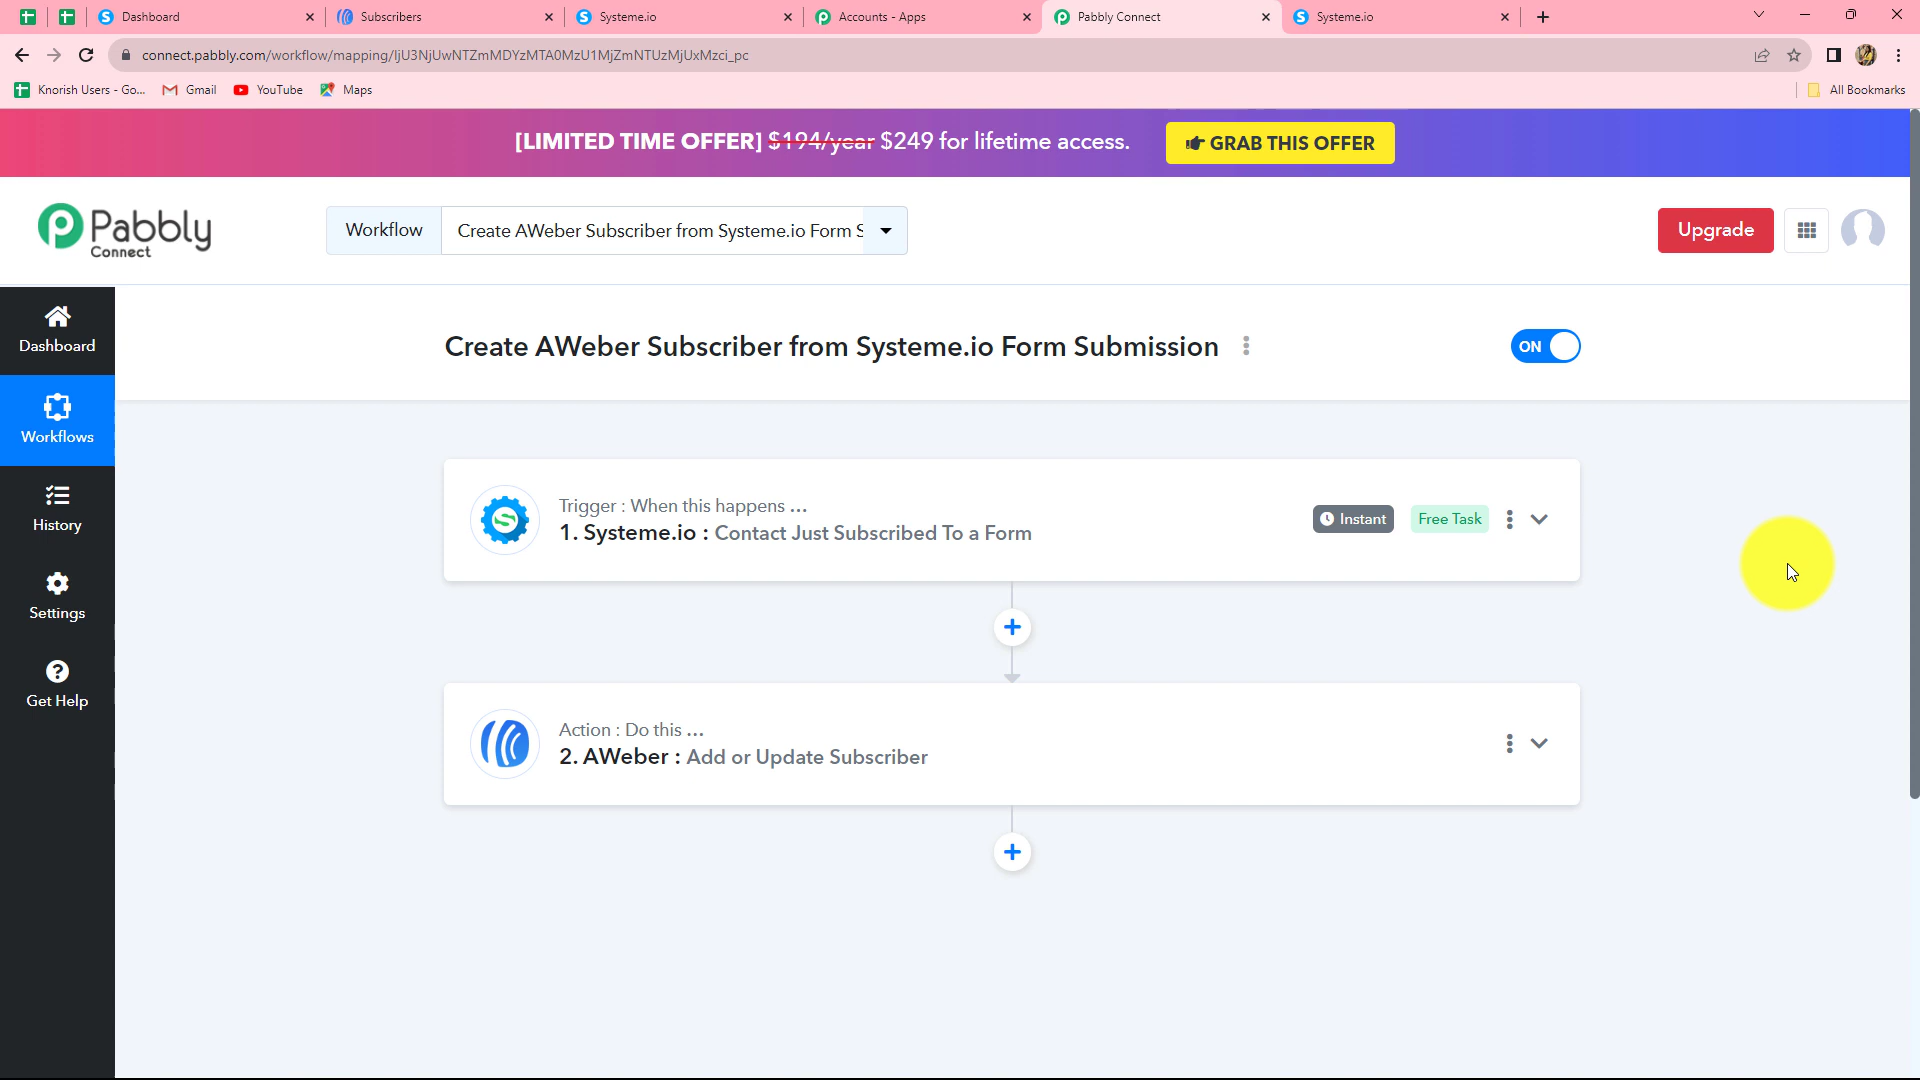 Dashboard
Subscribers
Systeme.io
Accounts - Apps
Pabbly Connect
Systeme.io
connect.pabbly.com/workflow/mapping/IjU3NjUwNTZmMDYzMTA0MzU1MjZmNTUzMjUxMzci_pc
Knorish Users - Go...
Gmail
YouTube
Maps
All Bookmarks
[LIMITED TIME OFFER] $194/year $249 for lifetime access.
GRAB THIS OFFER
Pabbly
Connect
Workflow
Create AWeber Subscriber from Systeme.io Form S
Upgrade
Dashboard
Workflows
History
Settings
Get Help
Create AWeber Subscriber from Systeme.io Form Submission
ON
Trigger : When this happens ...
1. Systeme.io : Contact Just Subscribed To a Form
Instant
Free Task
Action : Do this ...
2. AWeber : Add or Update Subscriber